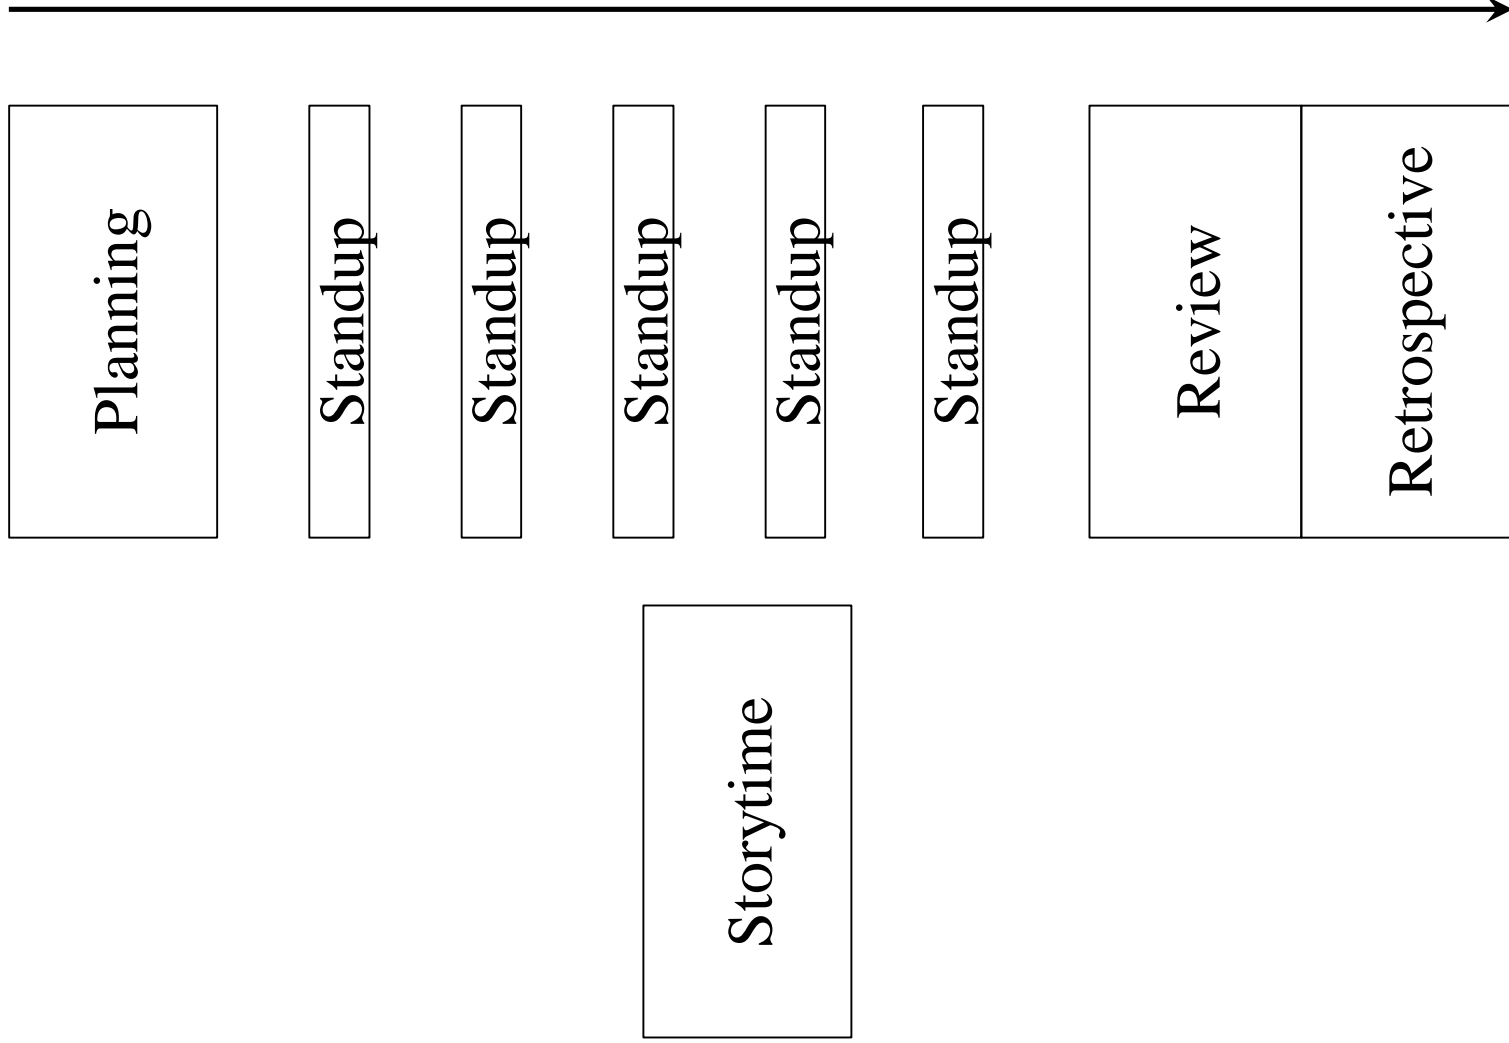 Planning
Standup
Standup
Standup
Standup
Standup
Review
Retrospective
Storytime